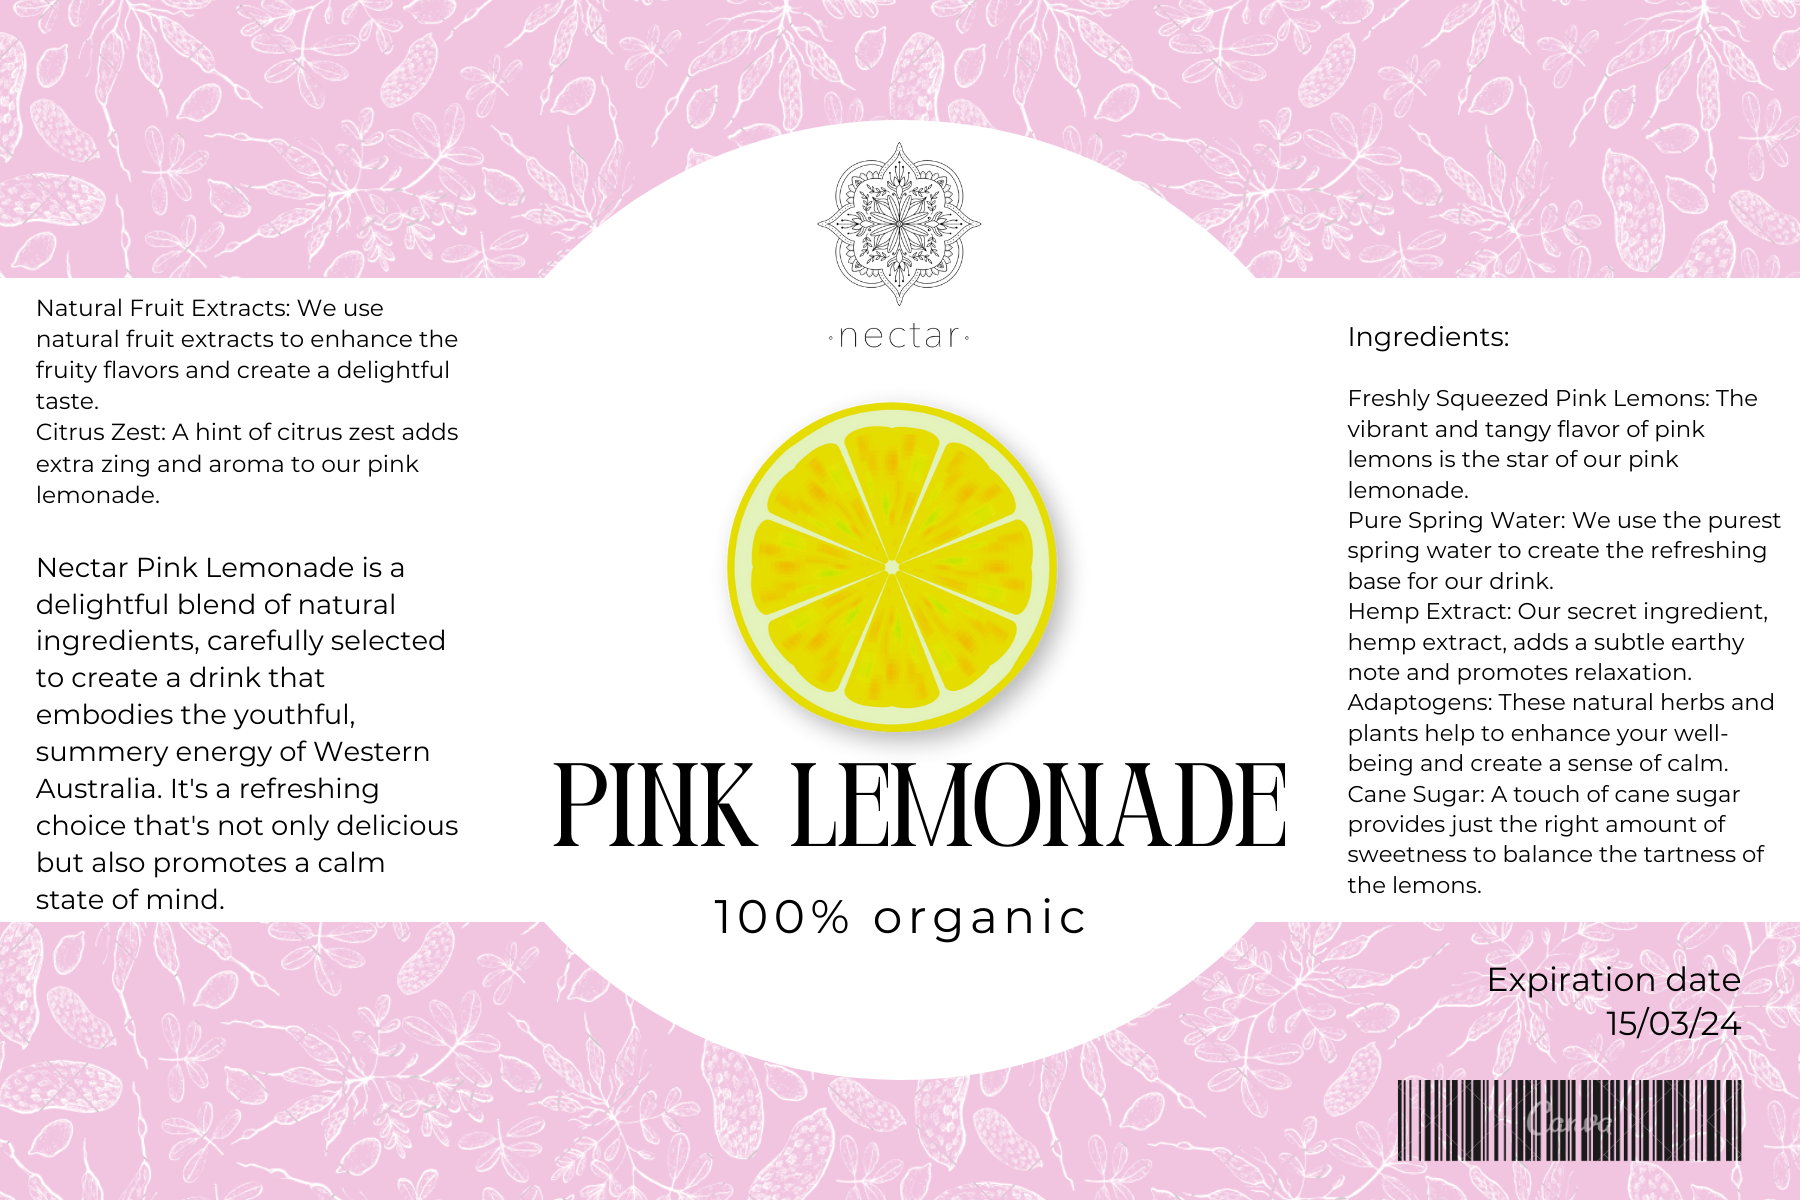 ·nectar·
Natural Fruit Extracts: We use
natural fruit extracts to enhance the
fruity flavors and create a delightful
taste.
Citrus Zest: A hint of citrus zest adds
extra zing and aroma to our pink
lemonade.
Nectar Pink Lemonade is a
delightful blend of natural
ingredients, carefully selected
to create a drink that
embodies the youthful,
summery energy of Western
Australia. It's a refreshing
choice that's not only delicious
but also promotes a calm
state of mind.
PINK LEMONADE
100% organic
Ingredients:
Freshly Squeezed Pink Lemons: The
vibrant and tangy flavor of pink
lemons is the star of our pink
lemonade.
Pure Spring Water: We use the purest
spring water to create the refreshing
base for our drink.
Hemp Extract: Our secret ingredient,
hemp extract, adds a subtle earthy
note and promotes relaxation.
Adaptogens: These natural herbs and
plants help to enhance your well-
being and create a sense of calm.
Cane Sugar: A touch of cane sugar
provides just the right amount of
sweetness to balance the tartness of
the lemons.
Expiration date
15/03/24
Canva